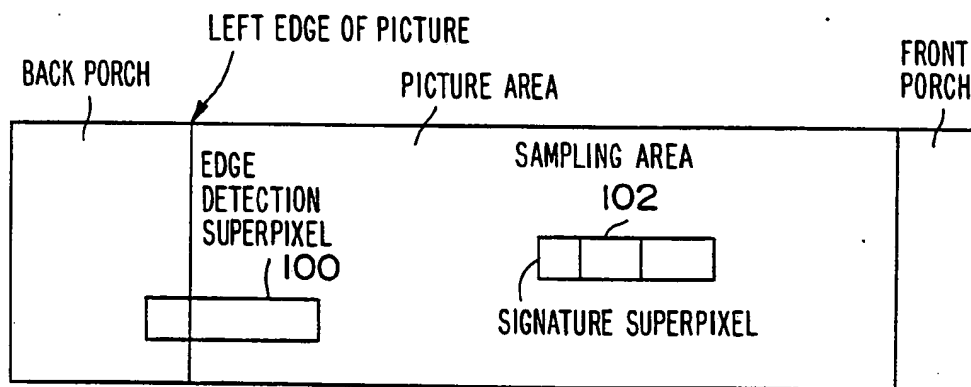 LEFT EDGE OF PICTURE
BACK PORCH
PICTURE AREA
FRONT
PORCH
EDGE
DETECTION
SUPERPIXEL
100
SAMPLING AREA
102
SIGNATURE SUPERPIXEL